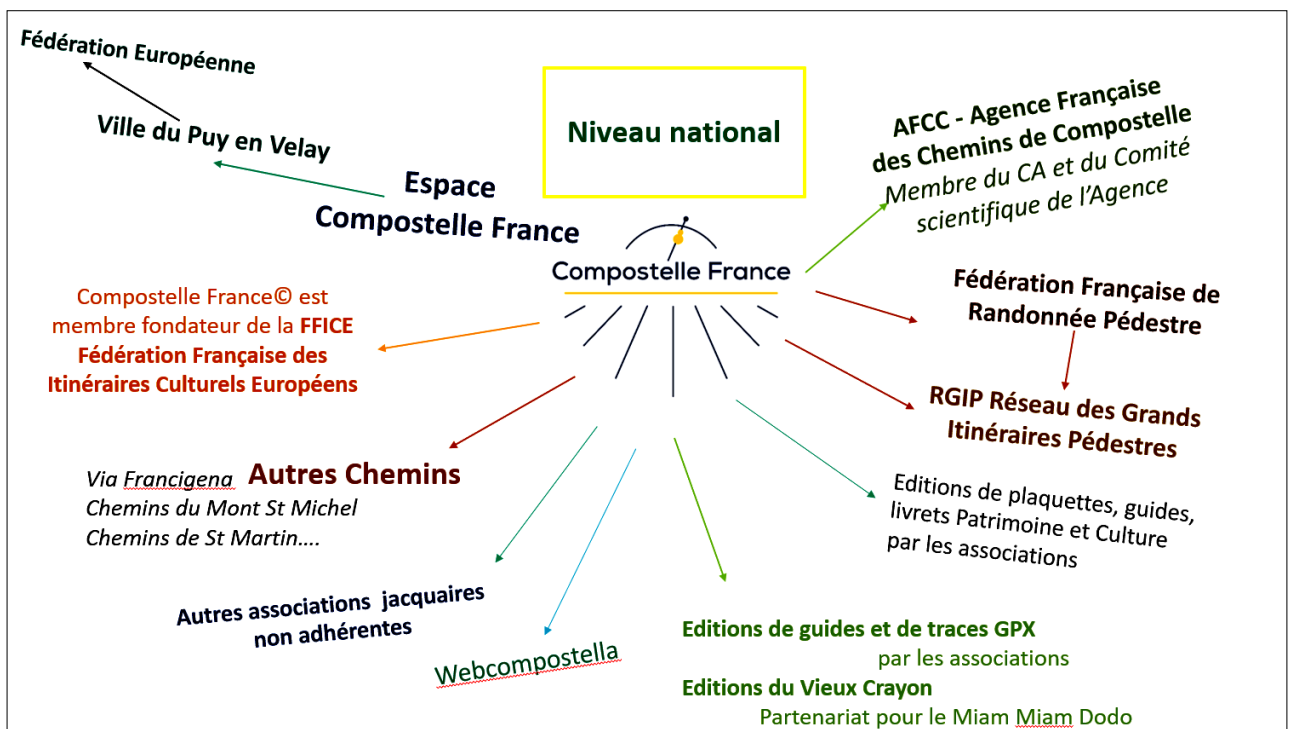 Fédération Européenne
Ville du Puy en Velay
Espace
Compostelle France
Niveau national
AFCC - Agence Française
des Chemins de Compostelle
Membre du CA et du Comité
scientifique de l'Agence
Compostelle France
Compostelle France© est
membre fondateur de la FFICE
Fédération Française des
Itinéraires Culturels Européens
Fédération Française de
Randonnée Pédestre
RGIP Réseau des Grands
Itinéraires Pédestres
Via Francigena Autres Chemins
Chemins du Mont St Michel
Chemins de St Martin....
Editions de plaquettes, guides,
livrets Patrimoine et Culture
par les associations
Autres associations jacquaires
non adhérentes
Webcompostella
Editions de guides et de traces GPX
par les associations
Editions du Vieux Crayon
Partenariat pour le Miam Miam Dodo